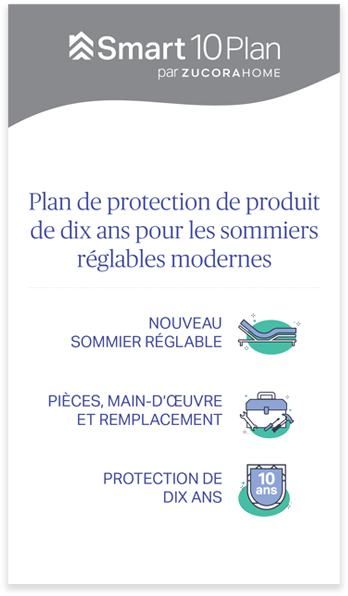 Smart 10 Plan
par ZUCORAHOME
Plan de protection de produit
de dix ans pour les sommiers
réglables modernes
NOUVEAU
SOMMIER RÉGLABLE
PIÈCES, MAIN-D’ŒUVRE
ET REMPLACEMENT
PROTECTION DE
DIX ANS
10
ans